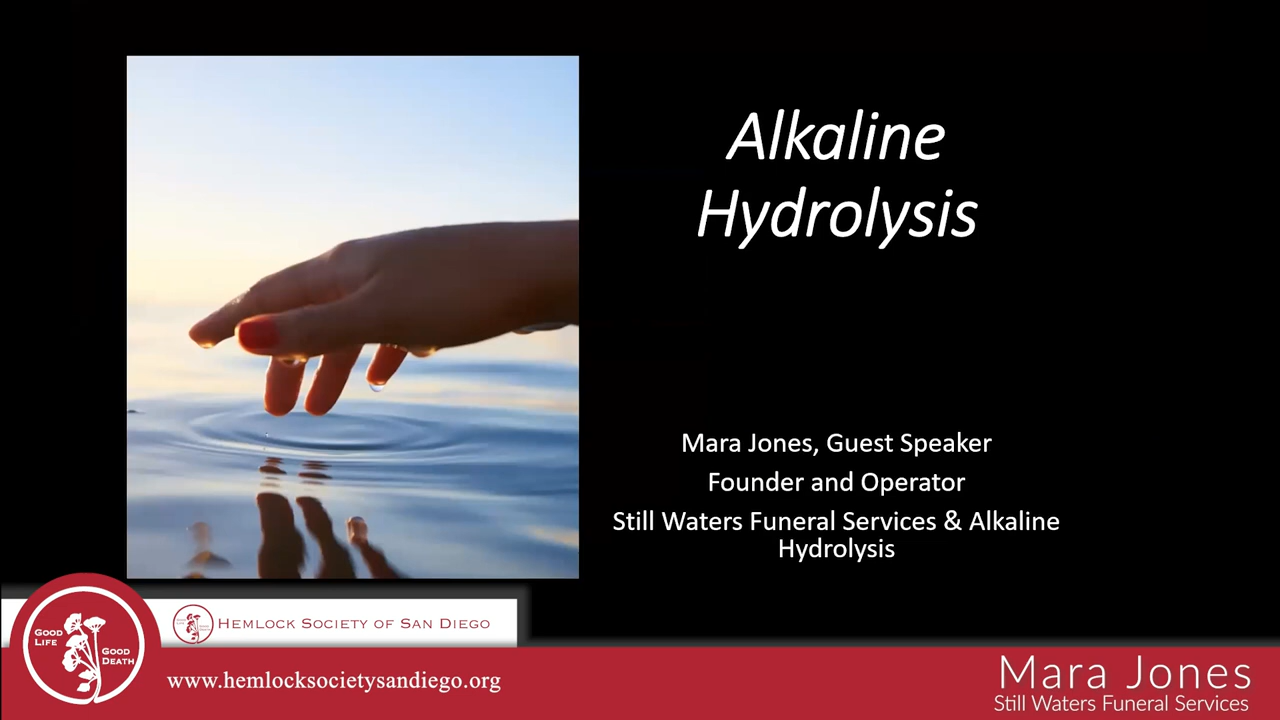 Alkaline
Hydrolysis
Mara Jones, Guest Speaker
Founder and Operator
Still Waters Funeral Services & Alkaline
Hydrolysis
GOOD
LIFE
GOOD
DEATH
HEMLOCK SOCIETY OF SAN DIEGO
www.hemlocksocietysandiego.org
Mara Jones
Still Waters Funeral Services